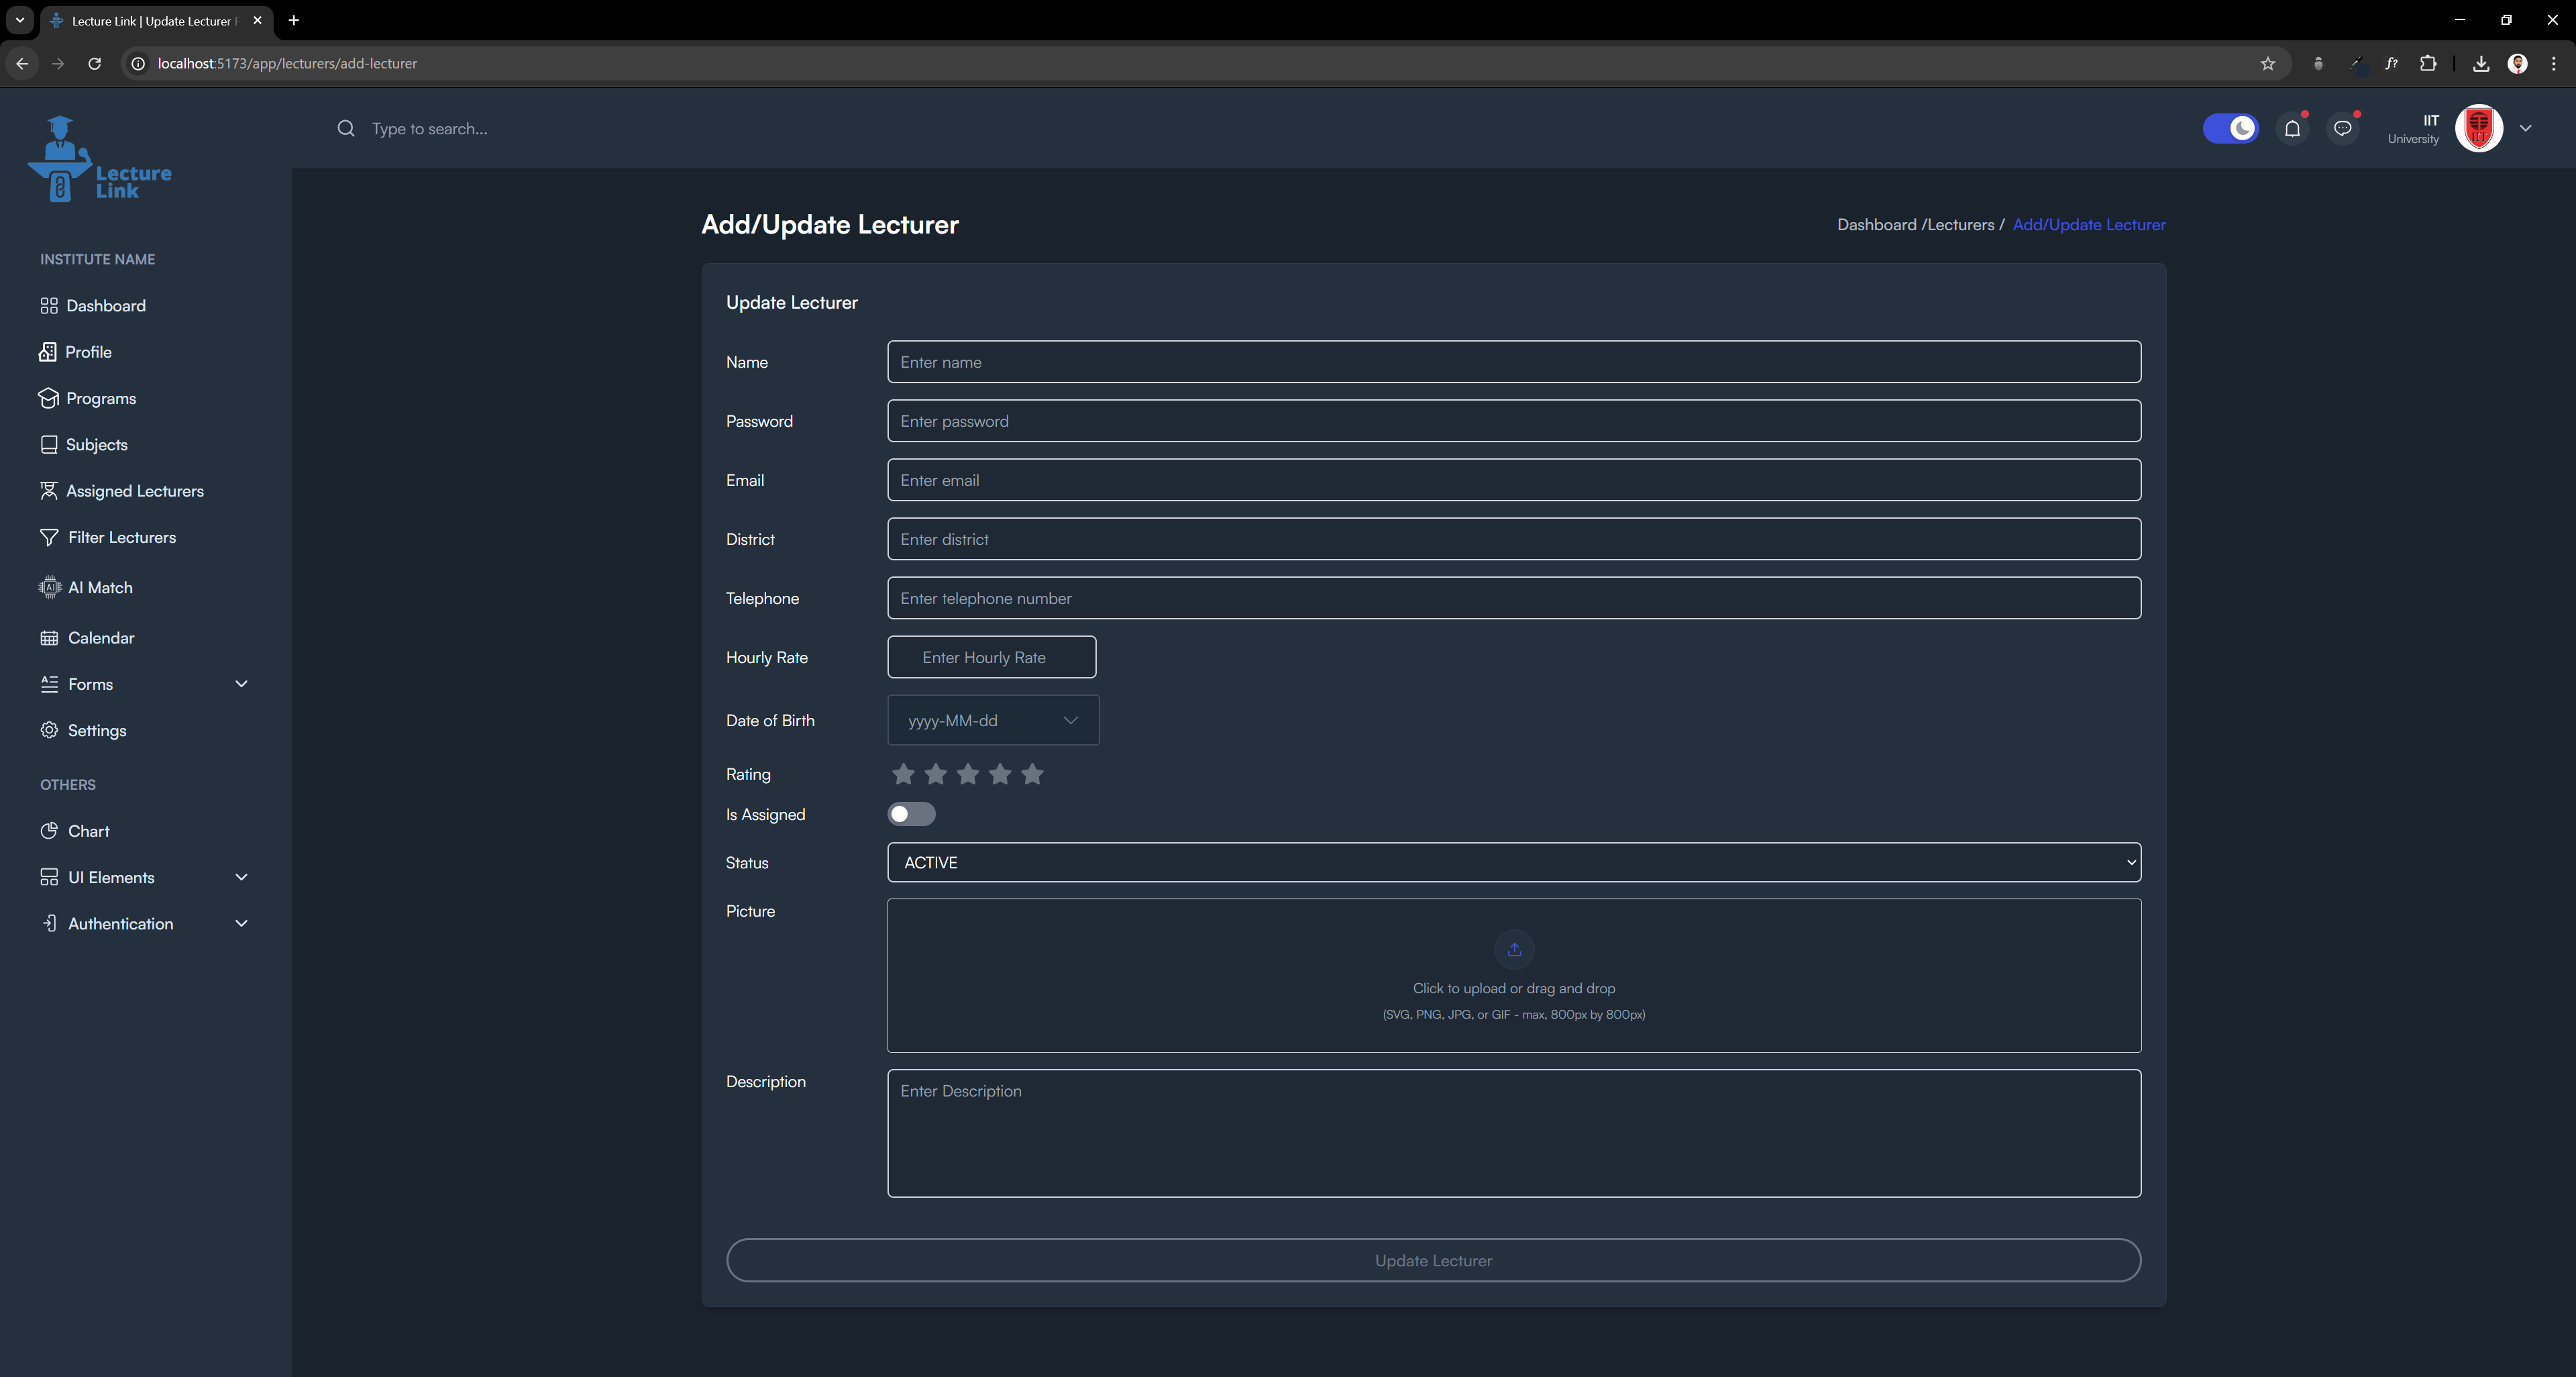 Lecture Link | Update Lecturer
localhost:5173/app/lecturers/add-lecturer
f?
Lecture
Link
Type to search...
IIT
University
INSTITUTE NAME
Dashboard
Profile
Programs
Subjects
Assigned Lecturers
Filter Lecturers
AI
AI Match
Calendar
Forms
Settings
OTHERS
Chart
UI Elements
Authentication
Add/Update Lecturer
Dashboard /Lecturers / Add/Update Lecturer
Update Lecturer
Name
Enter name
Password
Enter password
Email
Enter email
District
Enter district
Telephone
Enter telephone number
Hourly Rate
Enter Hourly Rate
Date of Birth
yyyy-MM-dd
Rating
Is Assigned
Status
ACTIVE
Picture
Click to upload or drag and drop
(SVG, PNG, JPG, or GIF - max, 800px by 800px)
Description
Enter Description
Update Lecturer